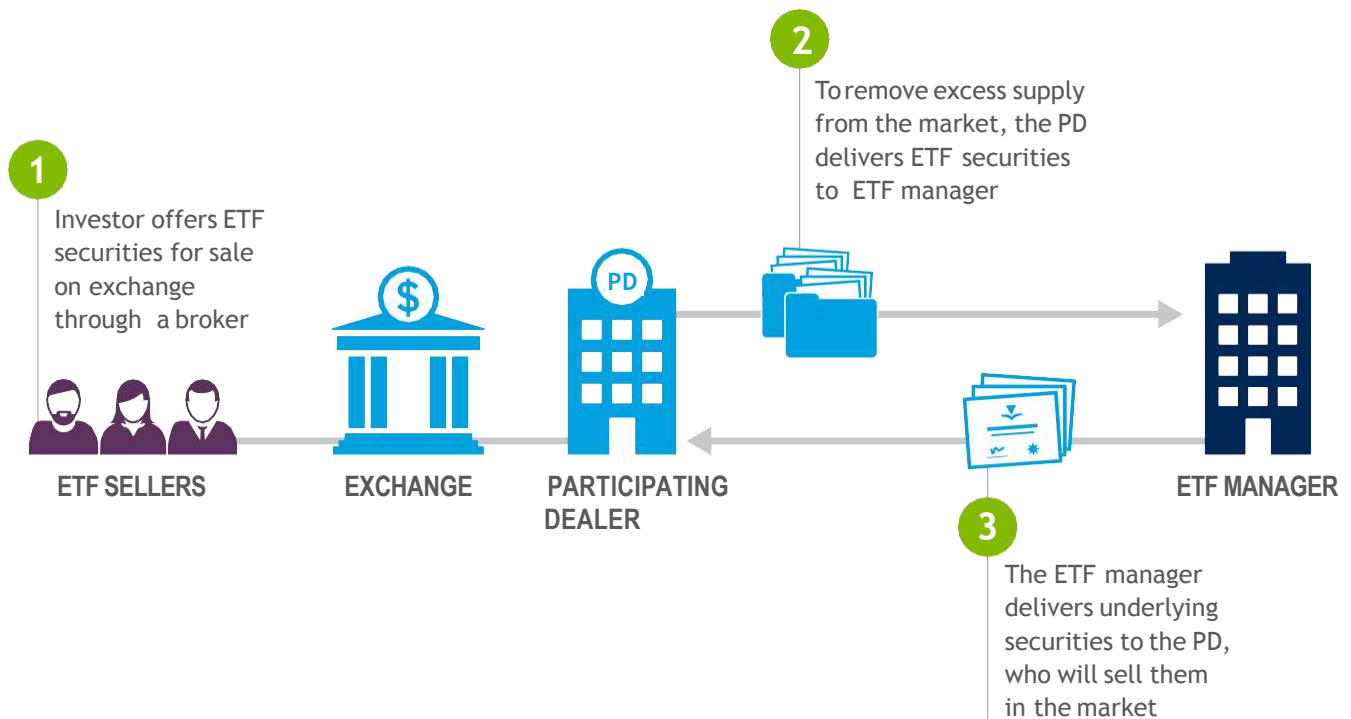 1
Investor offers ETF
securities for sale
on exchange
through a broker
2
To remove excess supply
from the market, the PD
delivers ETF securities
to ETF manager
$
PD
ETF SELLERS
EXCHANGE
PARTICIPATING
DEALER
ETF MANAGER
3
The ETF manager
delivers underlying
securities to the PD,
who will sell them
in the market